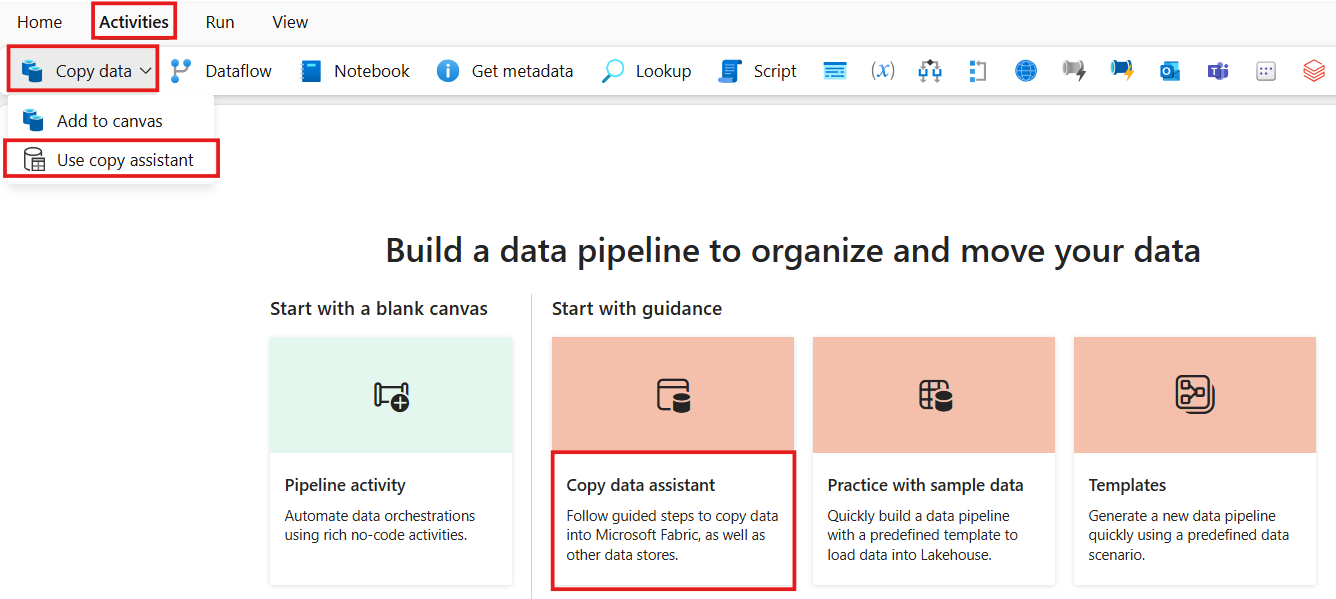 Home Activities Run View
Copy data Dataflow Notebook Get metadata Lookup Script (x)
Add to canvas
Use copy assistant
Build a data pipeline to organize and move your data
Start with a blank canvas
Start with guidance
Pipeline activity
Automate data orchestrations
using rich no-code activities.
Copy data assistant
Follow guided steps to copy data
into Microsoft Fabric, as well as
other data stores.
Practice with sample data
Quickly build a data pipeline
with a predefined template to
load data into Lakehouse.
Templates
Generate a new data pipeline
quickly using a predefined data
scenario.